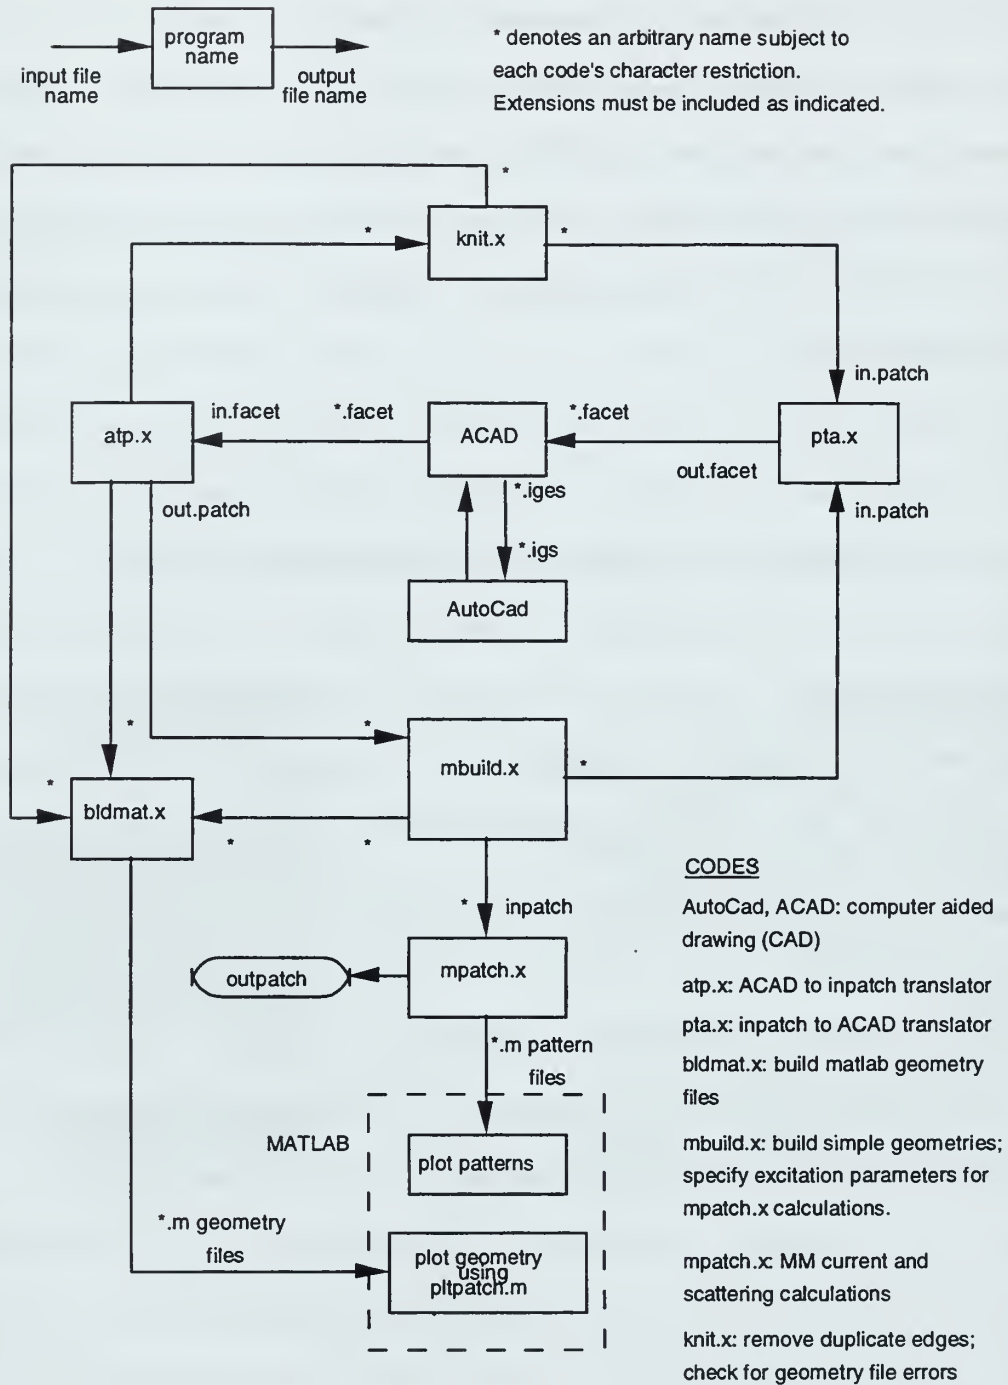 program
name
input file
name
output
file name
* denotes an arbitrary name subject to
each code's character restriction.
Extensions must be included as indicated.
*
*
knit.x
*
in.patch
in.facet
*.facet
*.facet
atp.x
ACAD
pta.x
out.facet
out.patch
*.iges
in.patch
*.igs
AutoCad
*
*
mbuild.x
*
*
bldmat.x
*
*
* inpatch
CODES
AutoCad, ACAD: computer aided
drawing (CAD)
mpatch.x
outpatch
atp.x: ACAD to inpatch translator
pta.x: inpatch to ACAD translator
*.m pattern
files
bldmat.x: build matlab geometry
files
MATLAB
plot patterns
mbuild.x: build simple geometries;
specify excitation parameters for
mpatch.x calculations.
*.m geometry
files
plot geometry
using
pltpatch.m
mpatch.x: MM current and
scattering calculations
knit.x: remove duplicate edges;
check for geometry file errors